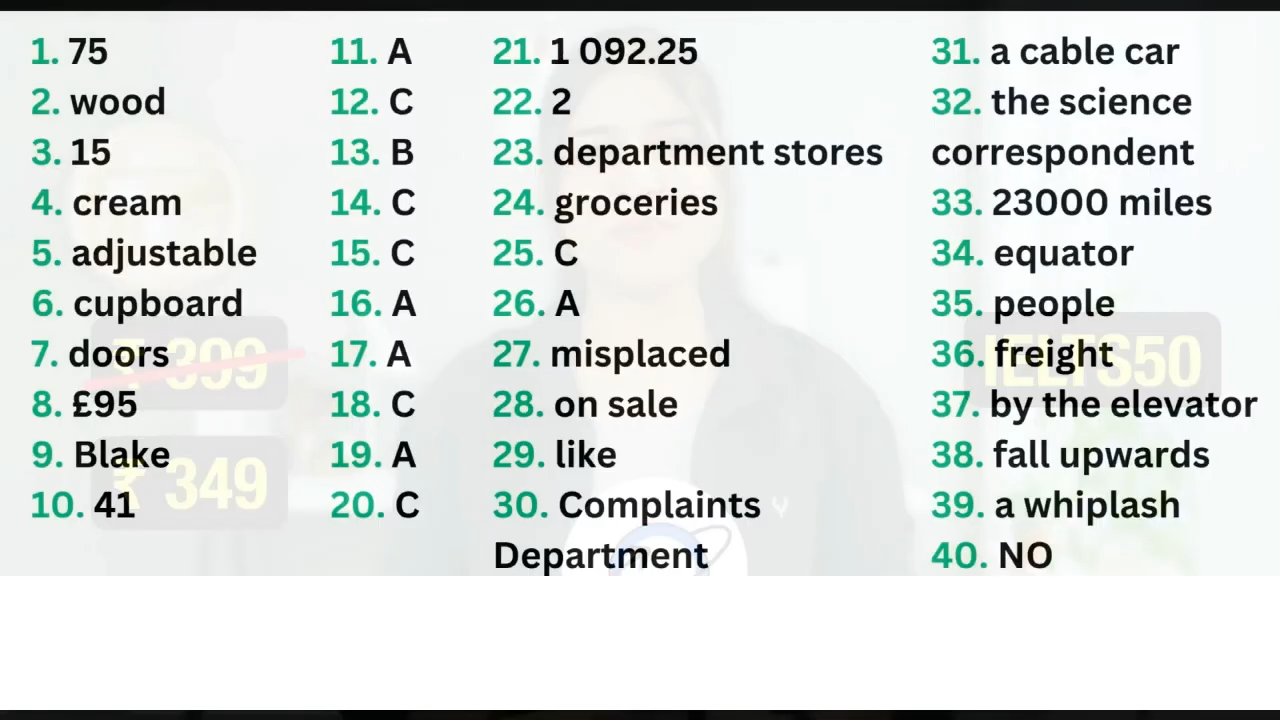 1. 75
2. wood
3. 15
4. cream
5. adjustable
6. cupboard
7. doors
8. £95
9. Blake
10. 41
11. A
12. C
13. B
14. C
15. C
16. A
17. A
18. C
19. A
20. C
21. 1 092.25
22. 2
23. department stores
24. groceries
25. C
26. A
27. misplaced
28. on sale
29. like
30. Complaints
Department
31. a cable car
32. the science
correspondent
33. 23000 miles
34. equator
35. people
36. freight
37. by the elevator
38. fall upwards
39. a whiplash
40. NO
₹ 399
₹ 349
IELTS50